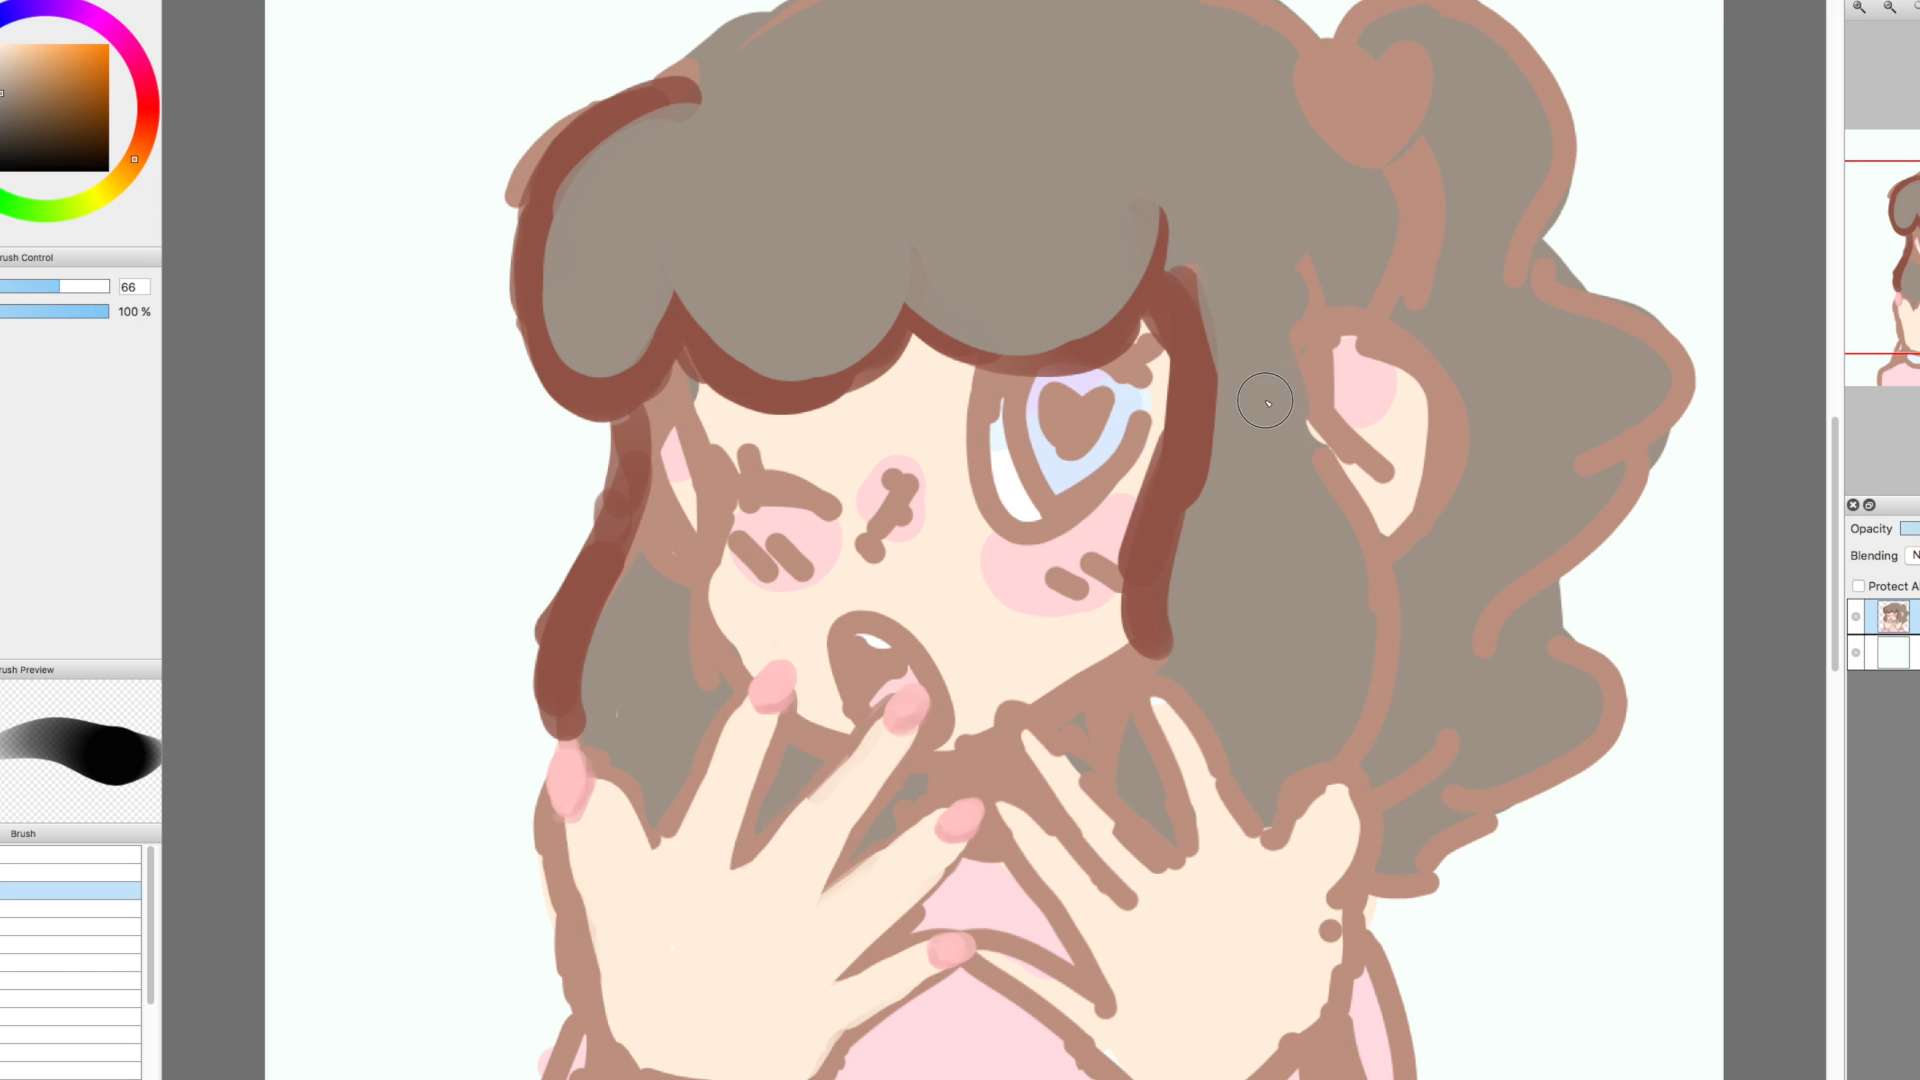 rush Control
66
100 %
rush Preview
Brush
Opacity
Blending N
Protect A